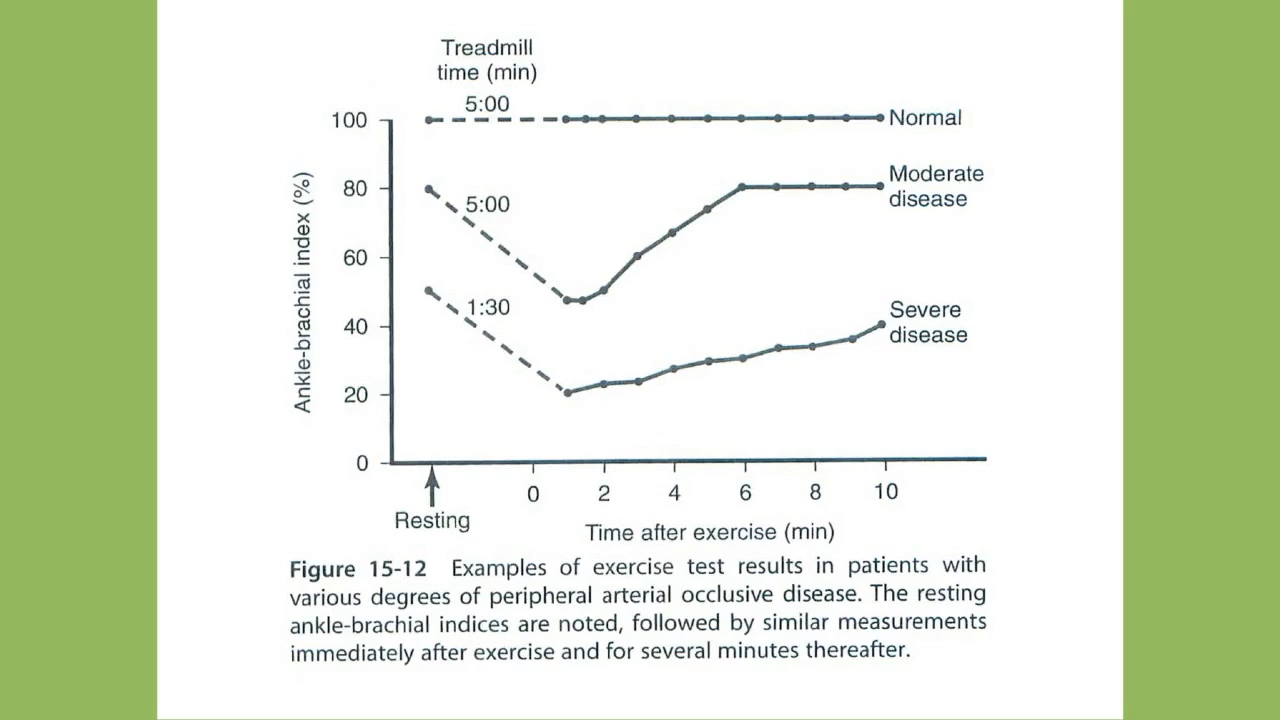 Treadmill
time (min)
5:00
100
Normal
Moderate
disease
80
5:00
60
1:30
Severe
disease
40
20
0
Ankle-brachial index (%)
0 2 4 6 8 10
Resting
Time after exercise (min)
Figure 15-12 Examples of exercise test results in patients with
various degrees of peripheral arterial occlusive disease. The resting
ankle-brachial indices are noted, followed by similar measurements
immediately after exercise and for several minutes thereafter.